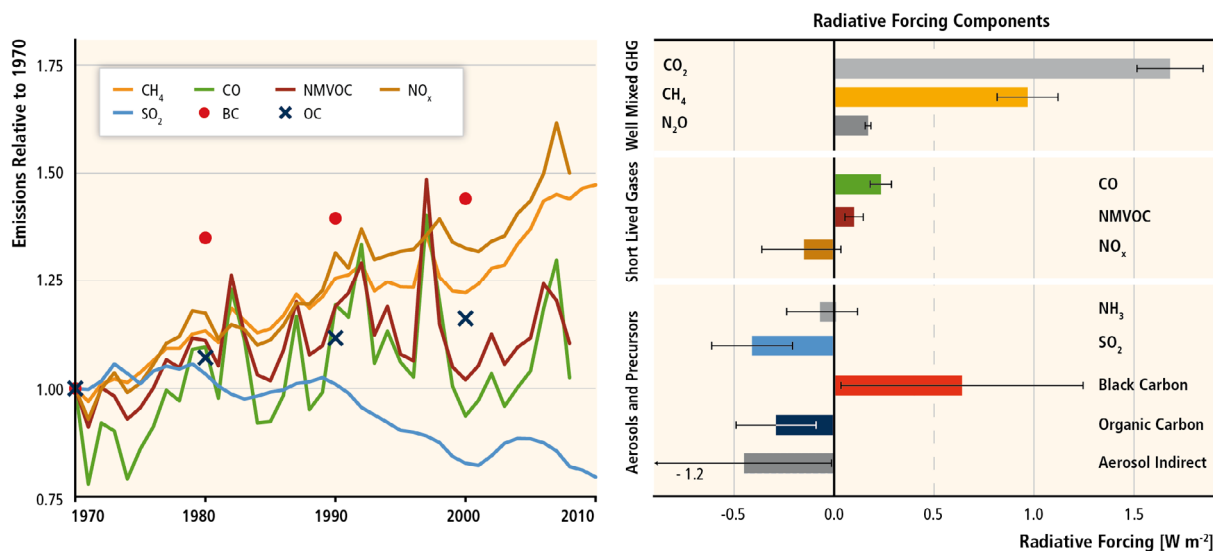 Radiative Forcing Components
Emissions Relative to 1970
1.75
1.50
1.25
1.00
0.75
CH₄
CO
NMVOC
NOₓ
SO₂
BC
OC
1970
1980
1990
2000
2010
Well Mixed GHG
CO₂
CH₄
N₂O
Short Lived Gases
CO
NMVOC
NOₓ
Aerosols and Precursors
NH₃
SO₂
Black Carbon
Organic Carbon
Aerosol Indirect
- 1.2
-0.5
0.0
0.5
1.0
1.5
Radiative Forcing [W m⁻²]